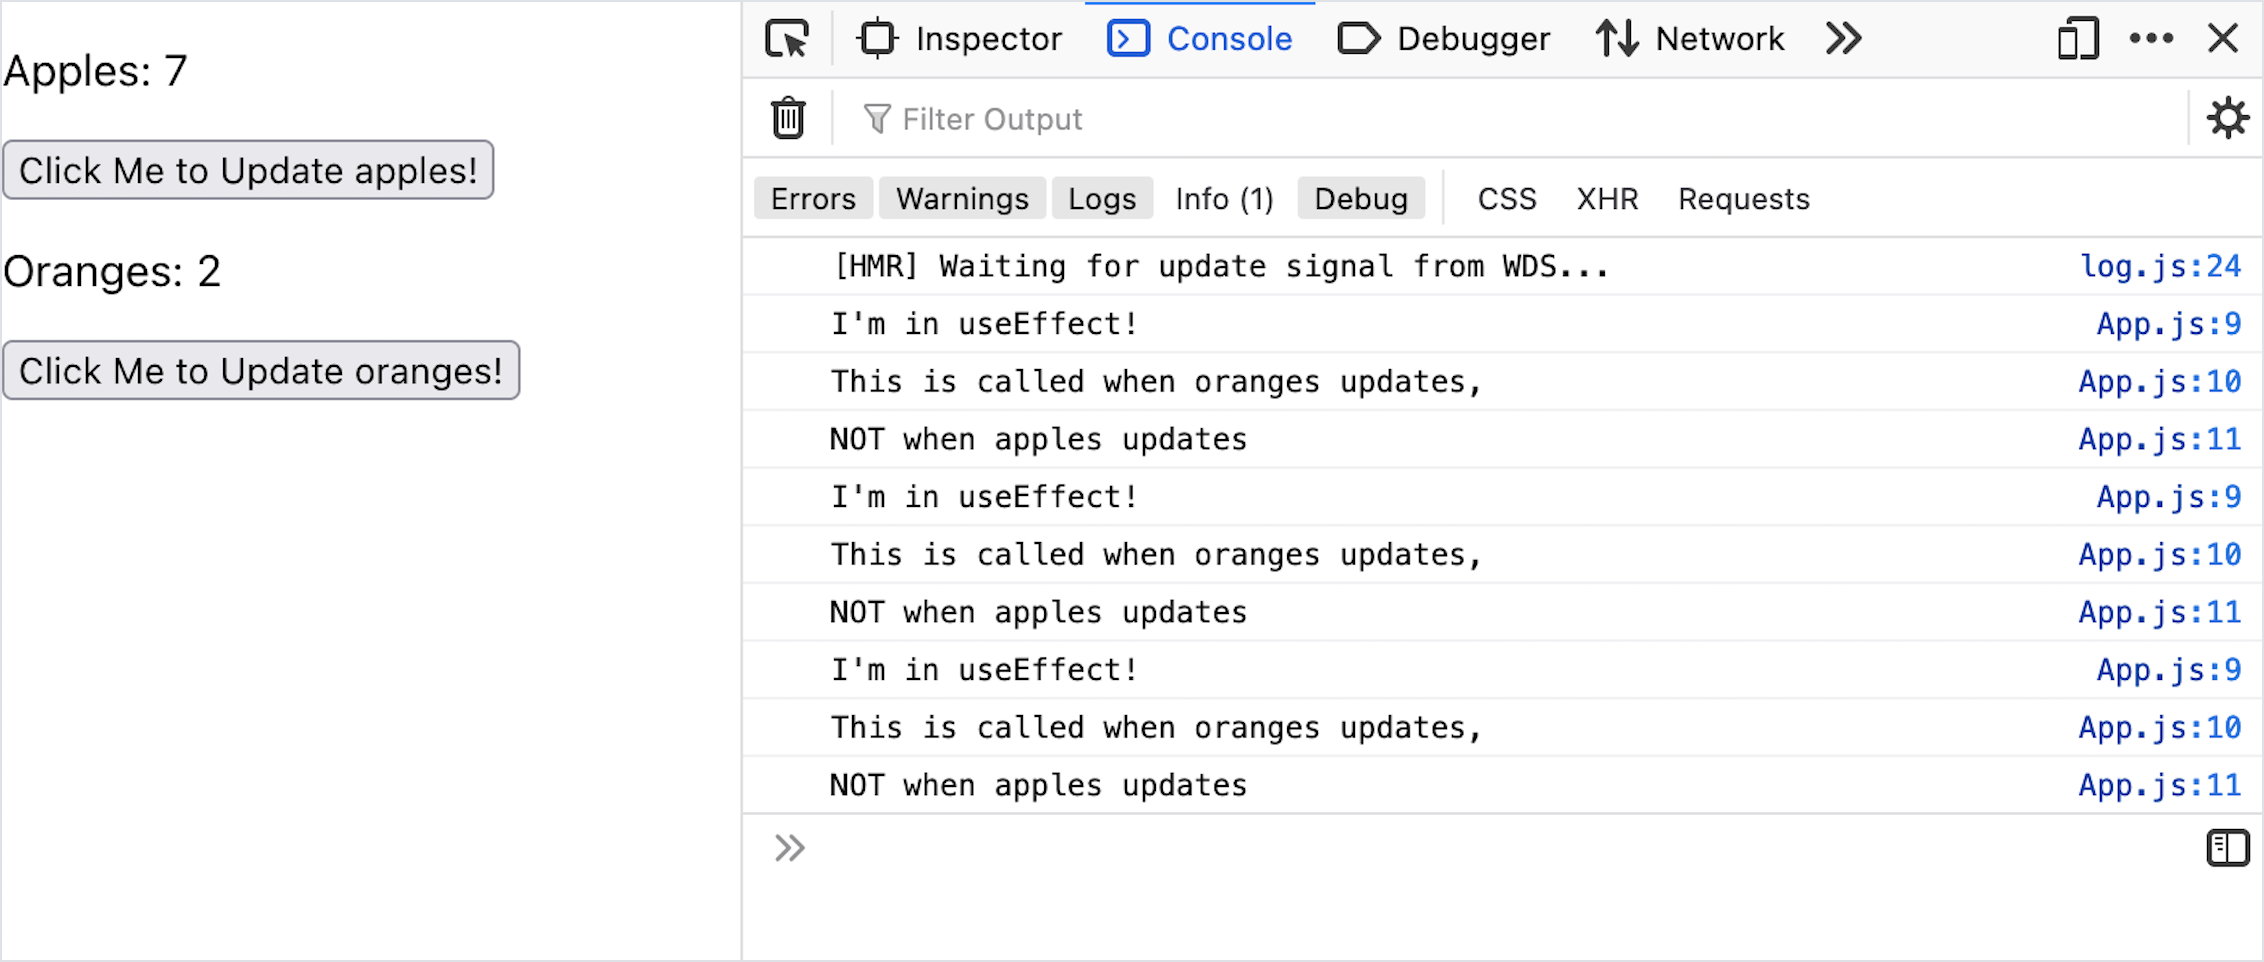 Apples: 7
Click Me to Update apples!
Oranges: 2
Click Me to Update oranges!
Inspector Console Debugger Network
Filter Output
Errors Warnings Logs Info (1) Debug CSS XHR Requests
[HMR] Waiting for update signal from WDS... log.js:24
I'm in useEffect! App.js:9
This is called when oranges updates, App.js:10
NOT when apples updates App.js:11
I'm in useEffect! App.js:9
This is called when oranges updates, App.js:10
NOT when apples updates App.js:11
I'm in useEffect! App.js:9
This is called when oranges updates, App.js:10
NOT when apples updates App.js:11